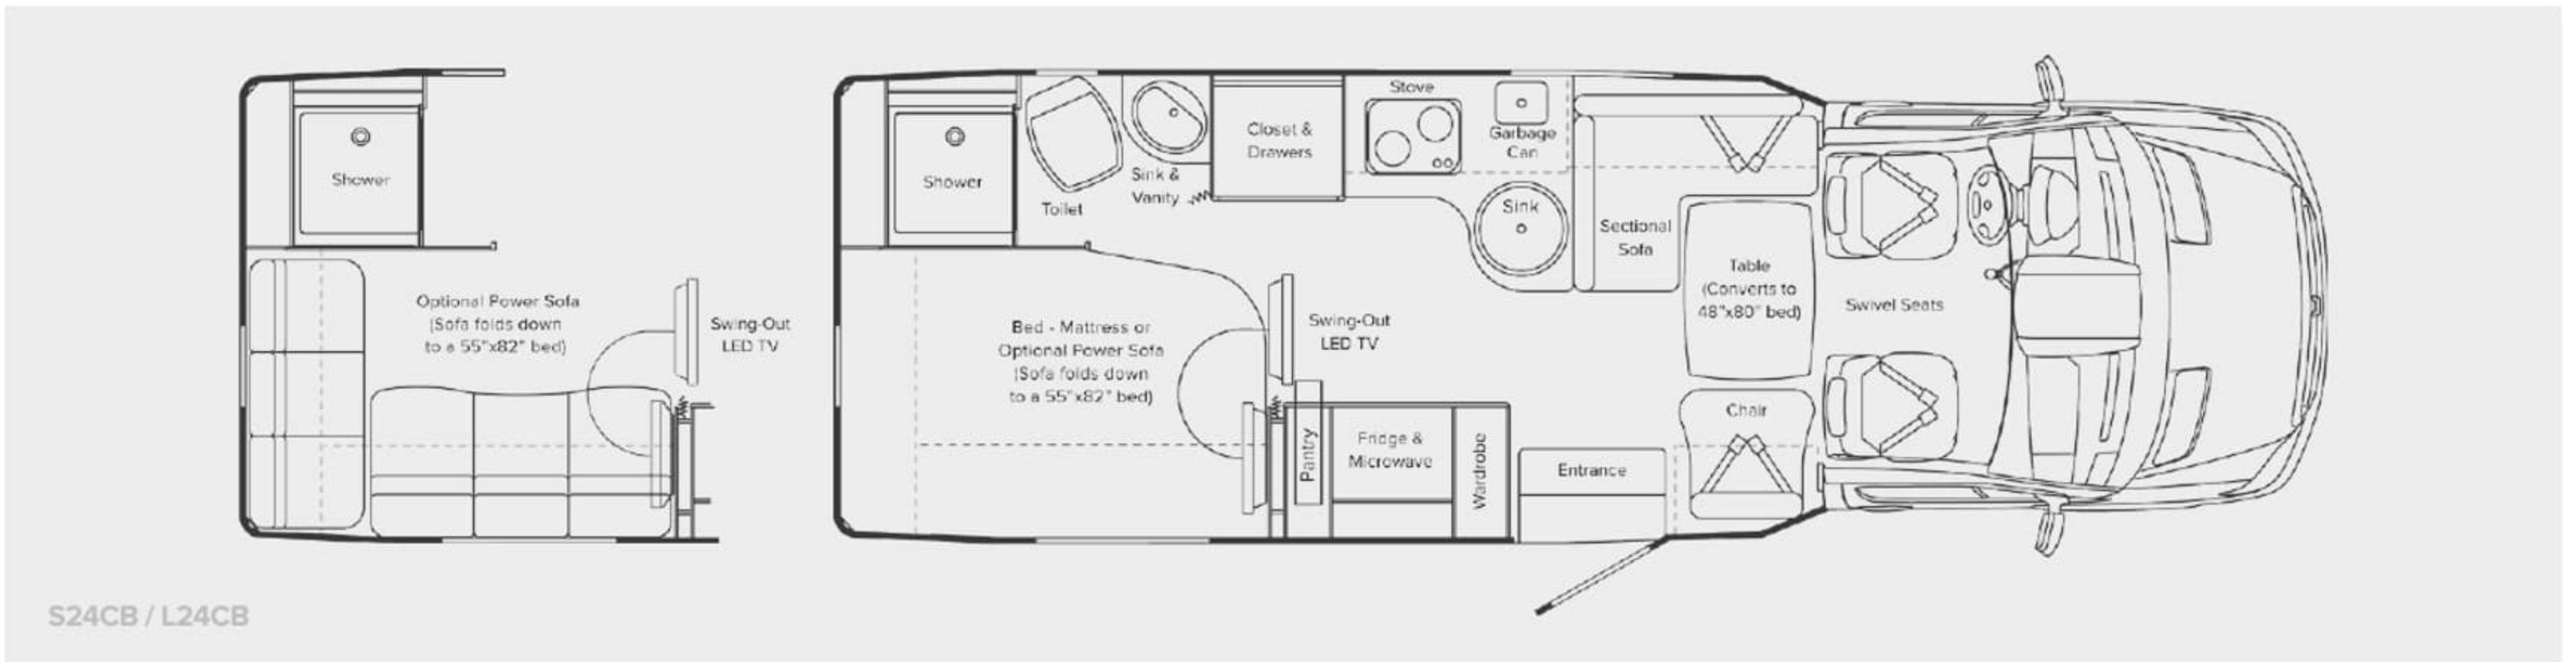 Shower
Optional Power Sofa
(Sofa folds down
to a 55"x82" bed)
Swing-Out
LED TV
Shower
Toilet
Sink &
Vanity
Closet &
Drawers
Stove
Garbage
Can
Sink
Sectional
Sofa
Table
(Converts to
48"x80" bed)
Swivel Seats
Bed - Mattress or
Optional Power Sofa
(Sofa folds down
to a 55"x82" bed)
Swing-Out
LED TV
Pantry
Fridge &
Microwave
Wardrobe
Entrance
Chair
S24CB / L24CB